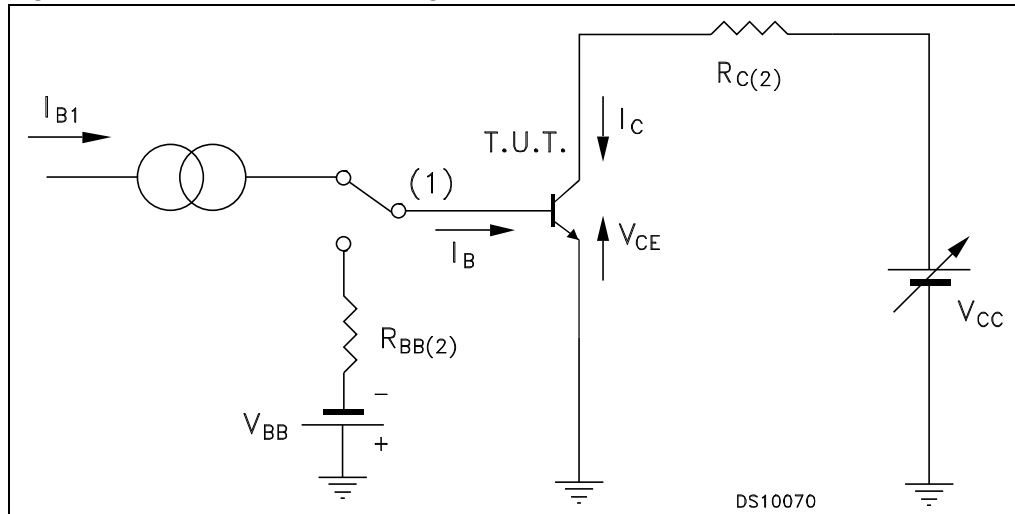 I_B1
R_C(2)
T.U.T.
I_C
(1)
I_B
V_CE
R_BB(2)
V_CC
−
V_BB
+
DS10070